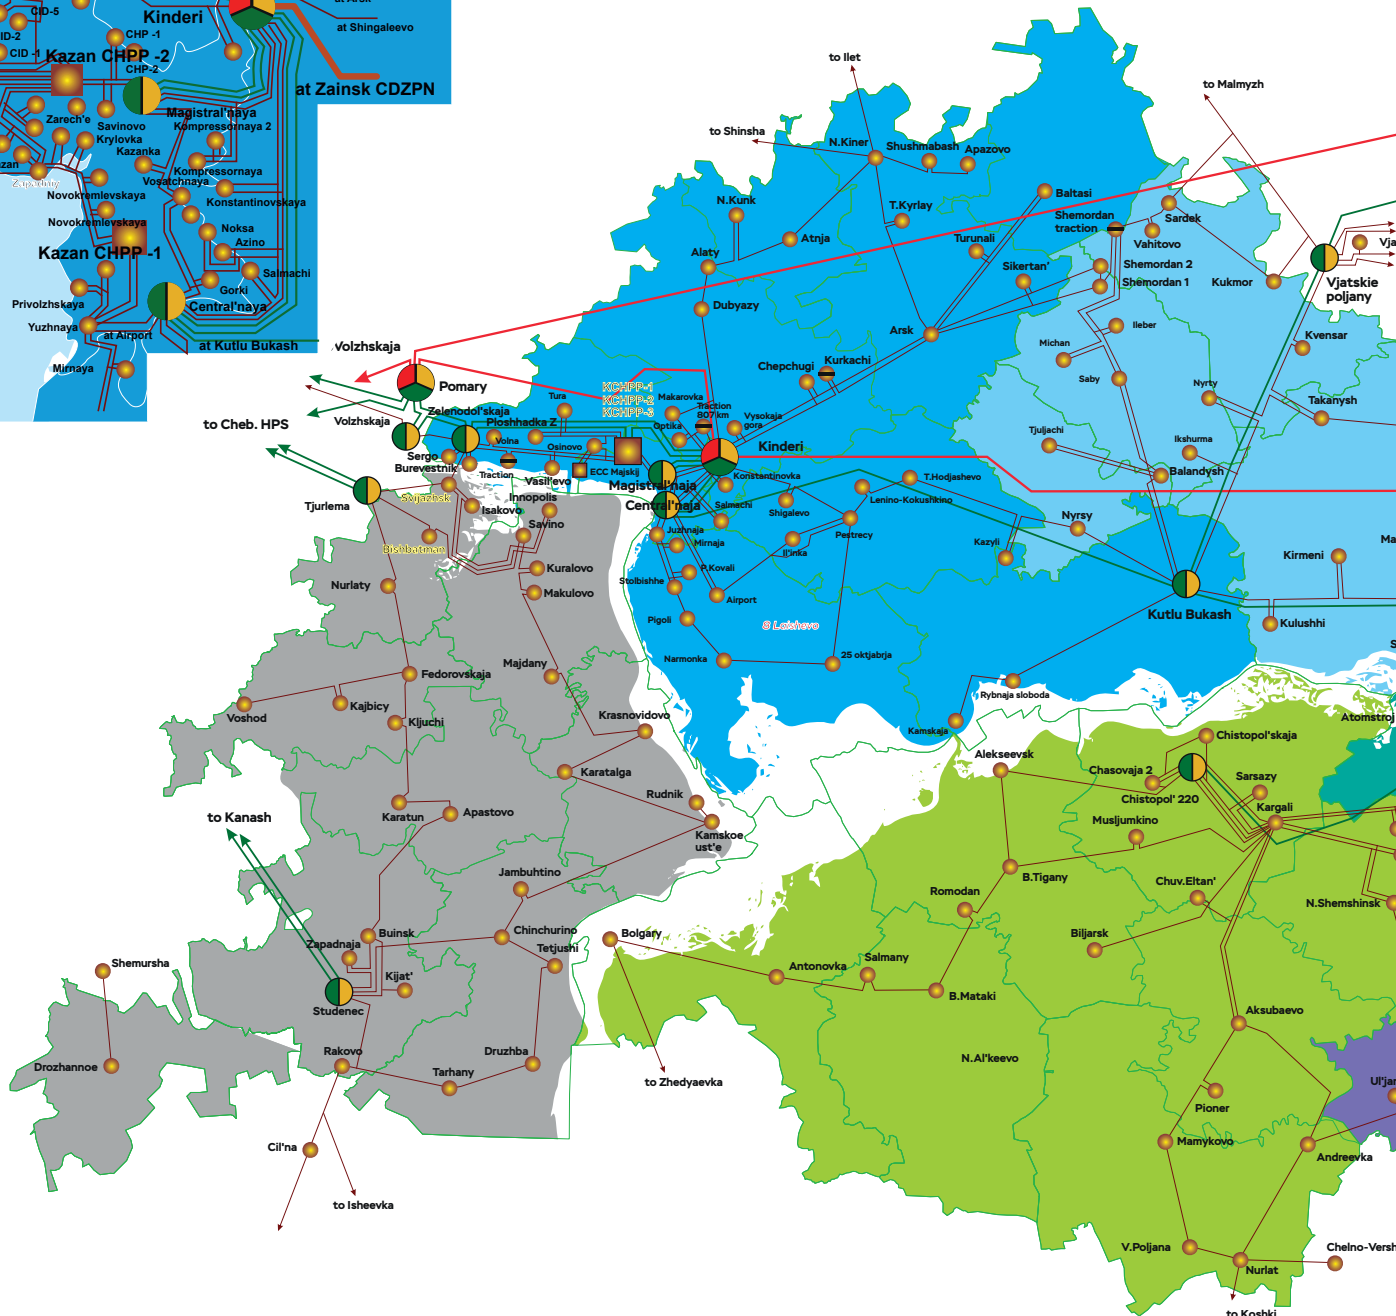 at Arsk
CID-5
Kinderi
at Shingaleevo
CHP -1
CID -1
Kazan CHPP -2
CHP-2
at Zainsk CDZPN
Zarech'e
Savinovo
Magistral'naya
Kompressornaya 2
Krylovka
Kazanka
Kompressornaya
Zapadniy
Vosatchnaya
Novokremlevskaya
Konstantinovskaya
Novokremlevskaya
Noksa
Azino
Kazan CHPP -1
Salmachi
Gorki
Privolzhskaya
Central'naya
Yuzhnaya
at Airport
at Kutlu Bukash
Mirnaya
to Ilet
to Malmyzh
to Shinsha
N.Kiner
Shushmabash
Apazovo
Baltasi
N.Kunk
T.Kyrlay
Shemordan
traction
Sardek
Vahitovo
Atnja
Turunali
Alaty
Sikertan'
Shemordan 2
Shemordan 1
Kukmor
Vjatskie
poljany
Dubyazy
Arsk
Ileber
Michan
Kvensar
Volzhskaja
Pomary
Chepchugi
Kurkachi
Saby
Nyrty
Takanysh
KCHPP-1
KCHPP-2
KCHPP-3
Tura
Makarovka
Traction
807 km
Vysokaja
gora
Optika
to Cheb. HPS
Volzhskaja
Zelenodol'skaja
Ploshhadka Z
Volna
Osinovo
Kinderi
Tjuljachi
Ikshurma
Balandysh
Sergo
Burevestnik
Traction
Vasil'evo
ECC Majskij
Magistral'naja
Konstantinovka
T.Hodjashevo
Tjurlema
Svijazhsk
Isakovo
Innopolis
Savino
Central'naja
Salmachi
Shigalevo
Lenino-Kokushkino
Pestrecy
Nyrsy
Bishbatman
Juzhnaja
Mirnaja
Il'inka
Kazyli
Kirmeni
Nurlaty
Kuralovo
Makulovo
Stolbishhe
P.Kovali
Airport
Kutlu Bukash
Kulushhi
Pigoli
8 Laishevo
Narmonka
25 oktjabrja
Fedorovskaja
Majdany
Rybnaja sloboda
Voshod
Kajbicy
Kljuchi
Krasnovidovo
Kamskaja
Atomstroj
Chistopol'skaja
Alekseevsk
Chasovaja 2
Chistopol' 220
Sarsazy
Kargali
Karatalga
Rudnik
Kamskoe
ust'e
to Kanash
Karatun
Apastovo
Musljumkino
Jambuhtino
B.Tigany
Chuv.Eltan'
Romodan
N.Shemshinsk
Buinsk
Zapadnaja
Chinchurino
Tetjushi
Bolgary
Biljarsk
Shemursha
Kijat'
Antonovka
Salmany
B.Mataki
Studenec
Aksubaevo
Rakovo
Druzhba
N.Al'keevo
Drozhannoe
Tarhany
to Zhedyaevka
Pioner
Cil'na
Mamykovo
Andreevka
to Isheevka
V.Poljana
Nurlat
to Koshki